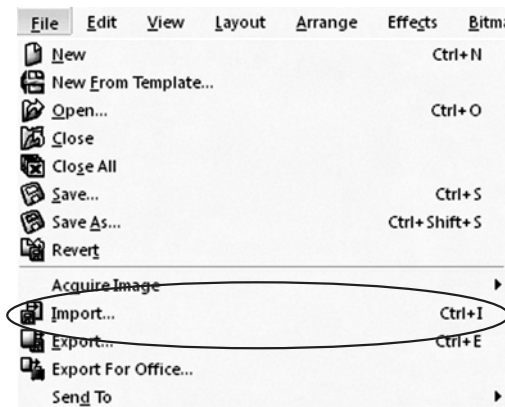 File Edit View Layout Arrange Effects Bitma
New Ctrl+N
New From Template...
Open... Ctrl+O
Close
Close All
Save... Ctrl+S
Save As... Ctrl+Shift+S
Revert
Acquire Image
Import... Ctrl+I
Export... Ctrl+E
Export For Office...
Send To